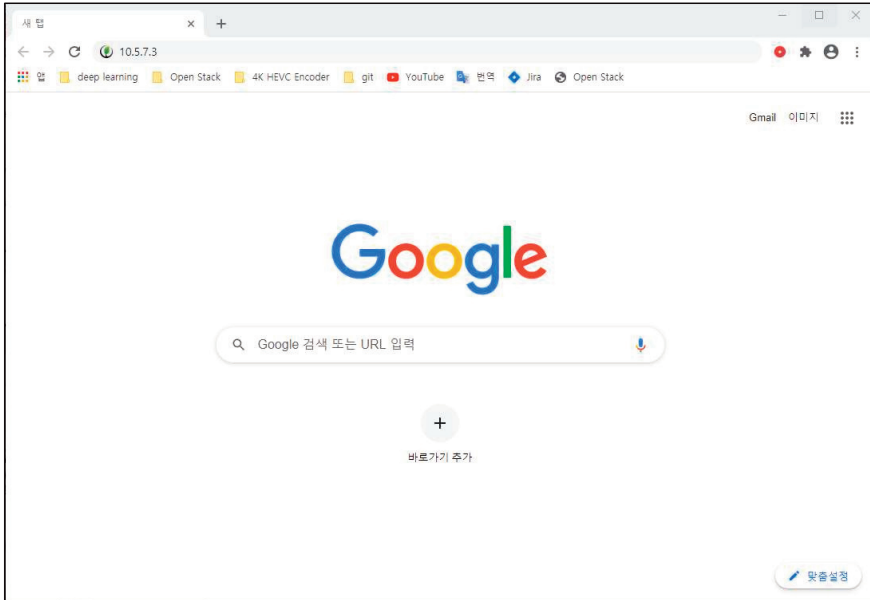 새 탭
10.5.7.3
앱 deep learning Open Stack 4K HEVC Encoder git YouTube 번역 Jira Open Stack
Gmail 이미지
Google
Google 검색 또는 URL 입력
바로가기 추가
맞춤설정